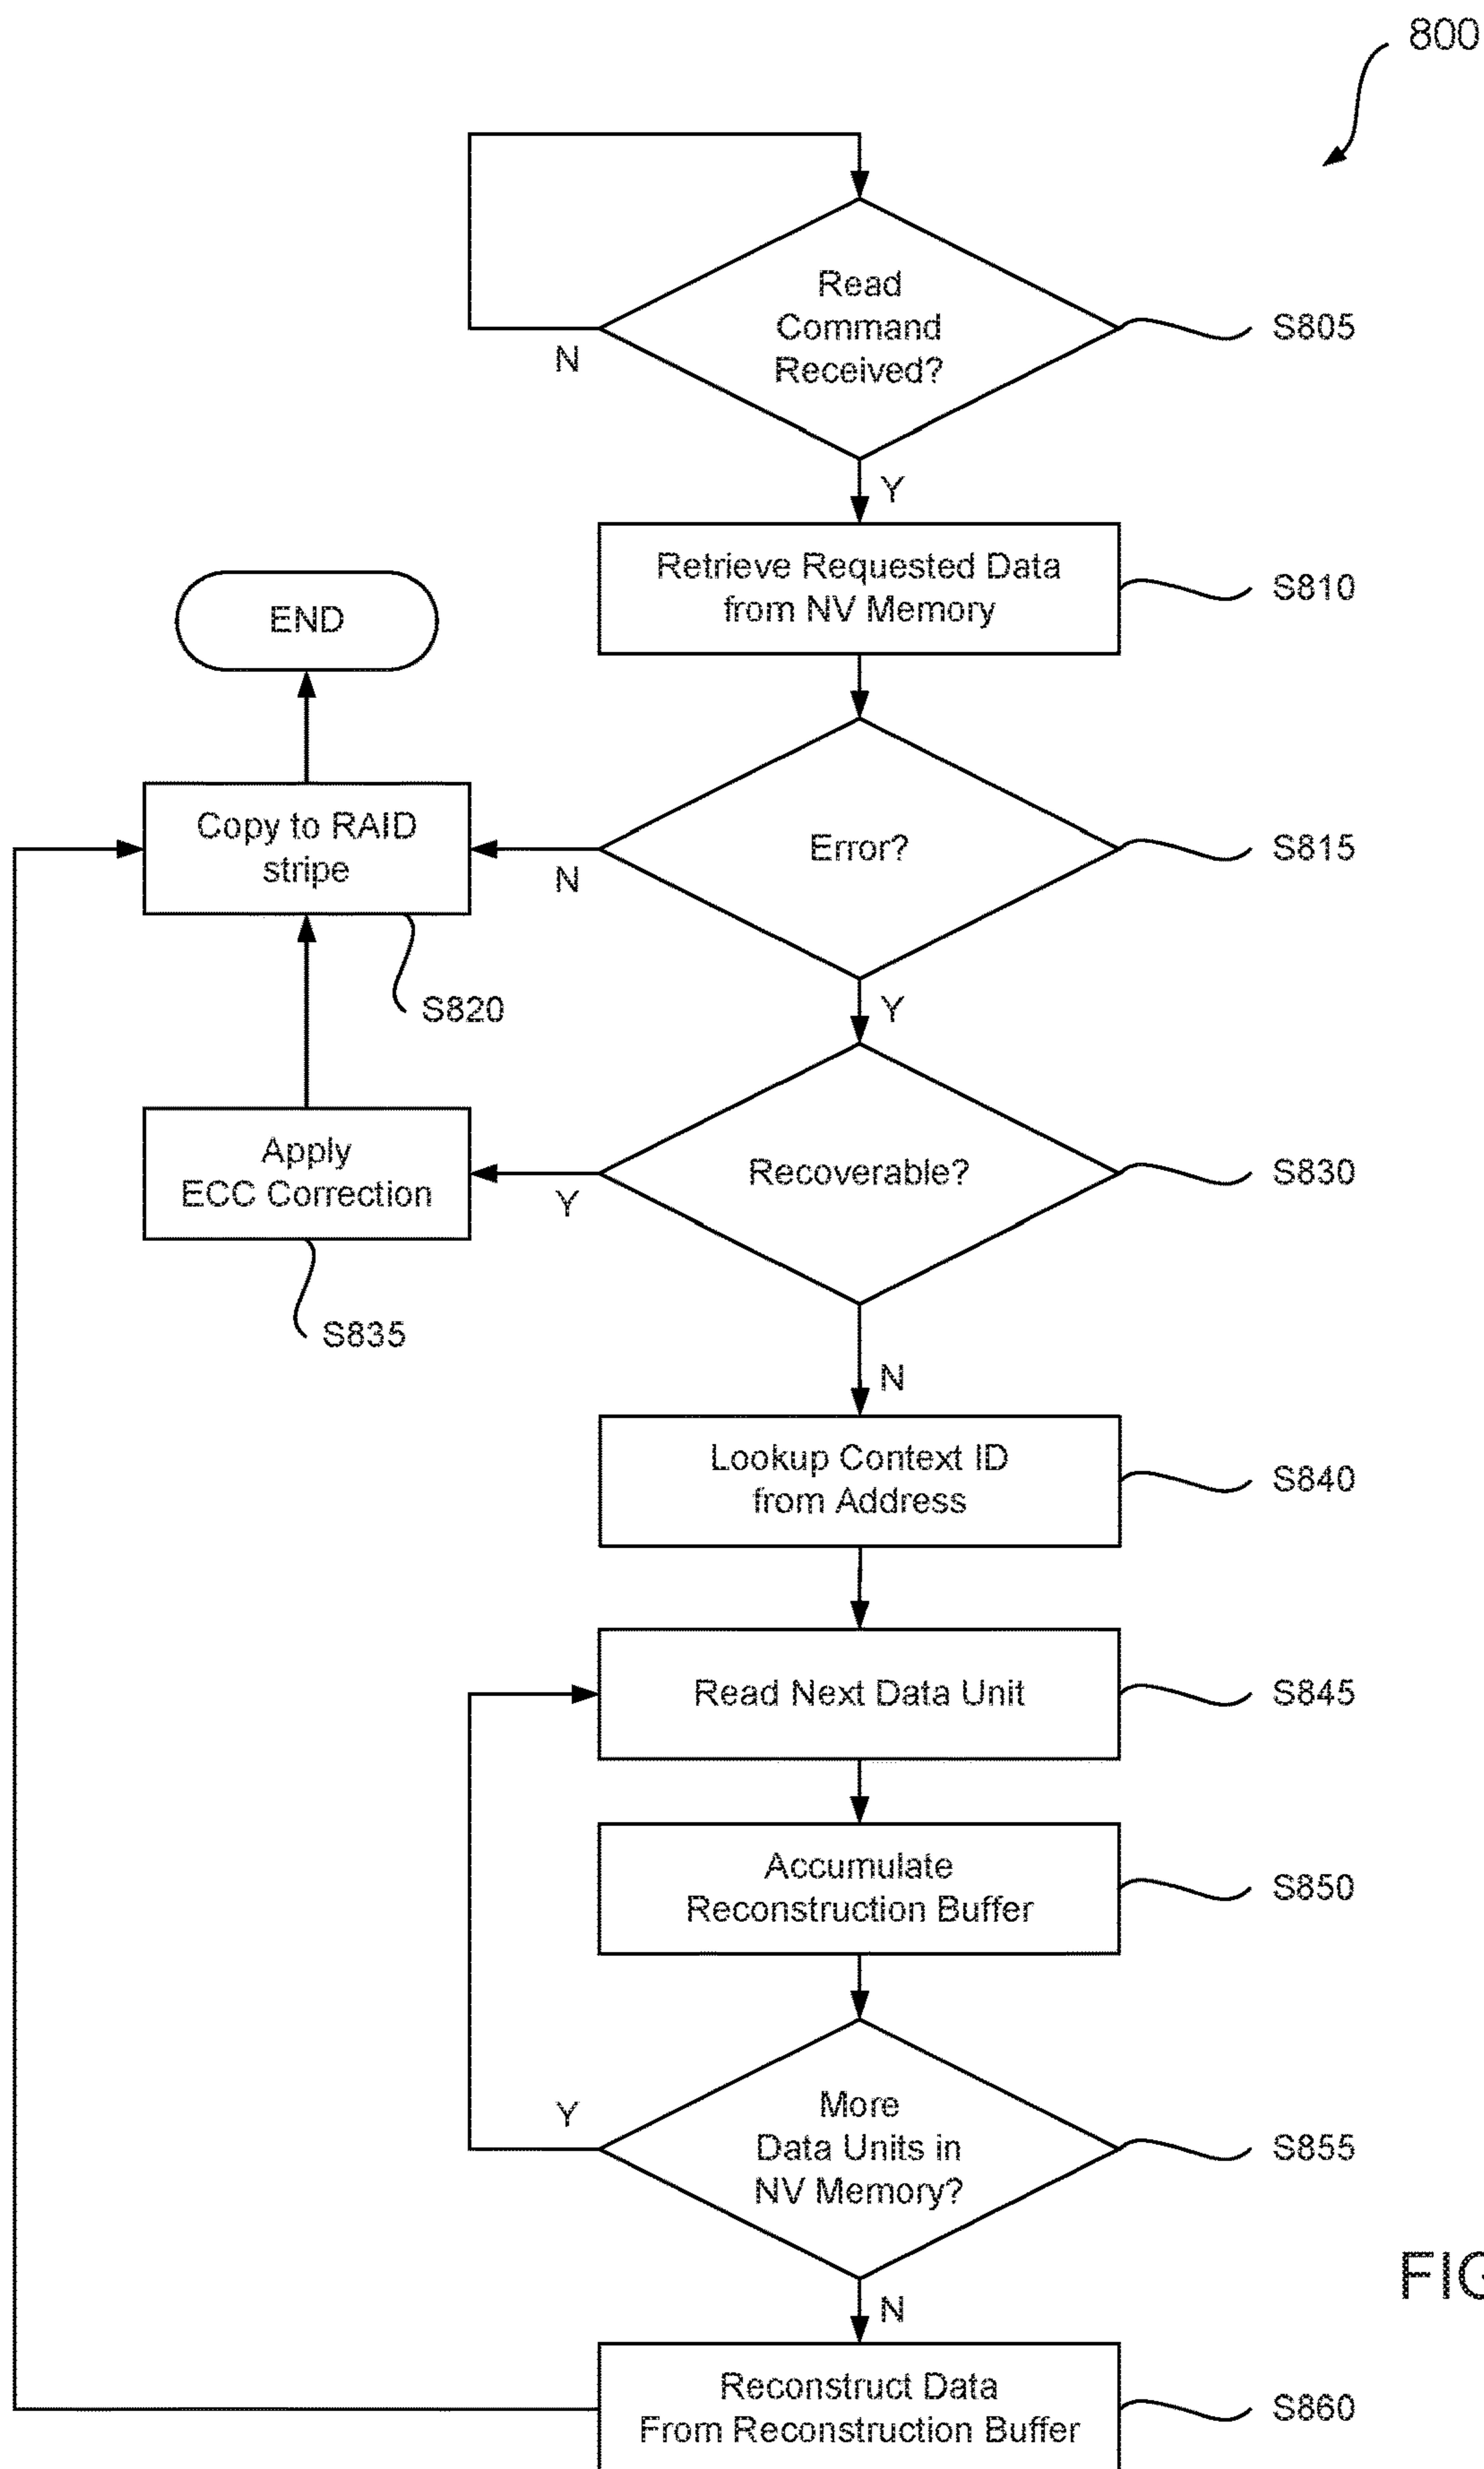 800
Read
Command
Received?
S805
N
Y
Retrieve Requested Data
from NV Memory
S810
END
Copy to RAID
stripe
Error?
S815
N
S820
Y
Apply
ECC Correction
Recoverable?
S830
Y
S835
N
Lookup Context ID
from Address
S840
Read Next Data Unit
S845
Accumulate
Reconstruction Buffer
S850
Y
More
Data Units in
NV Memory?
S855
FIG
N
Reconstruct Data
From Reconstruction Buffer
S860